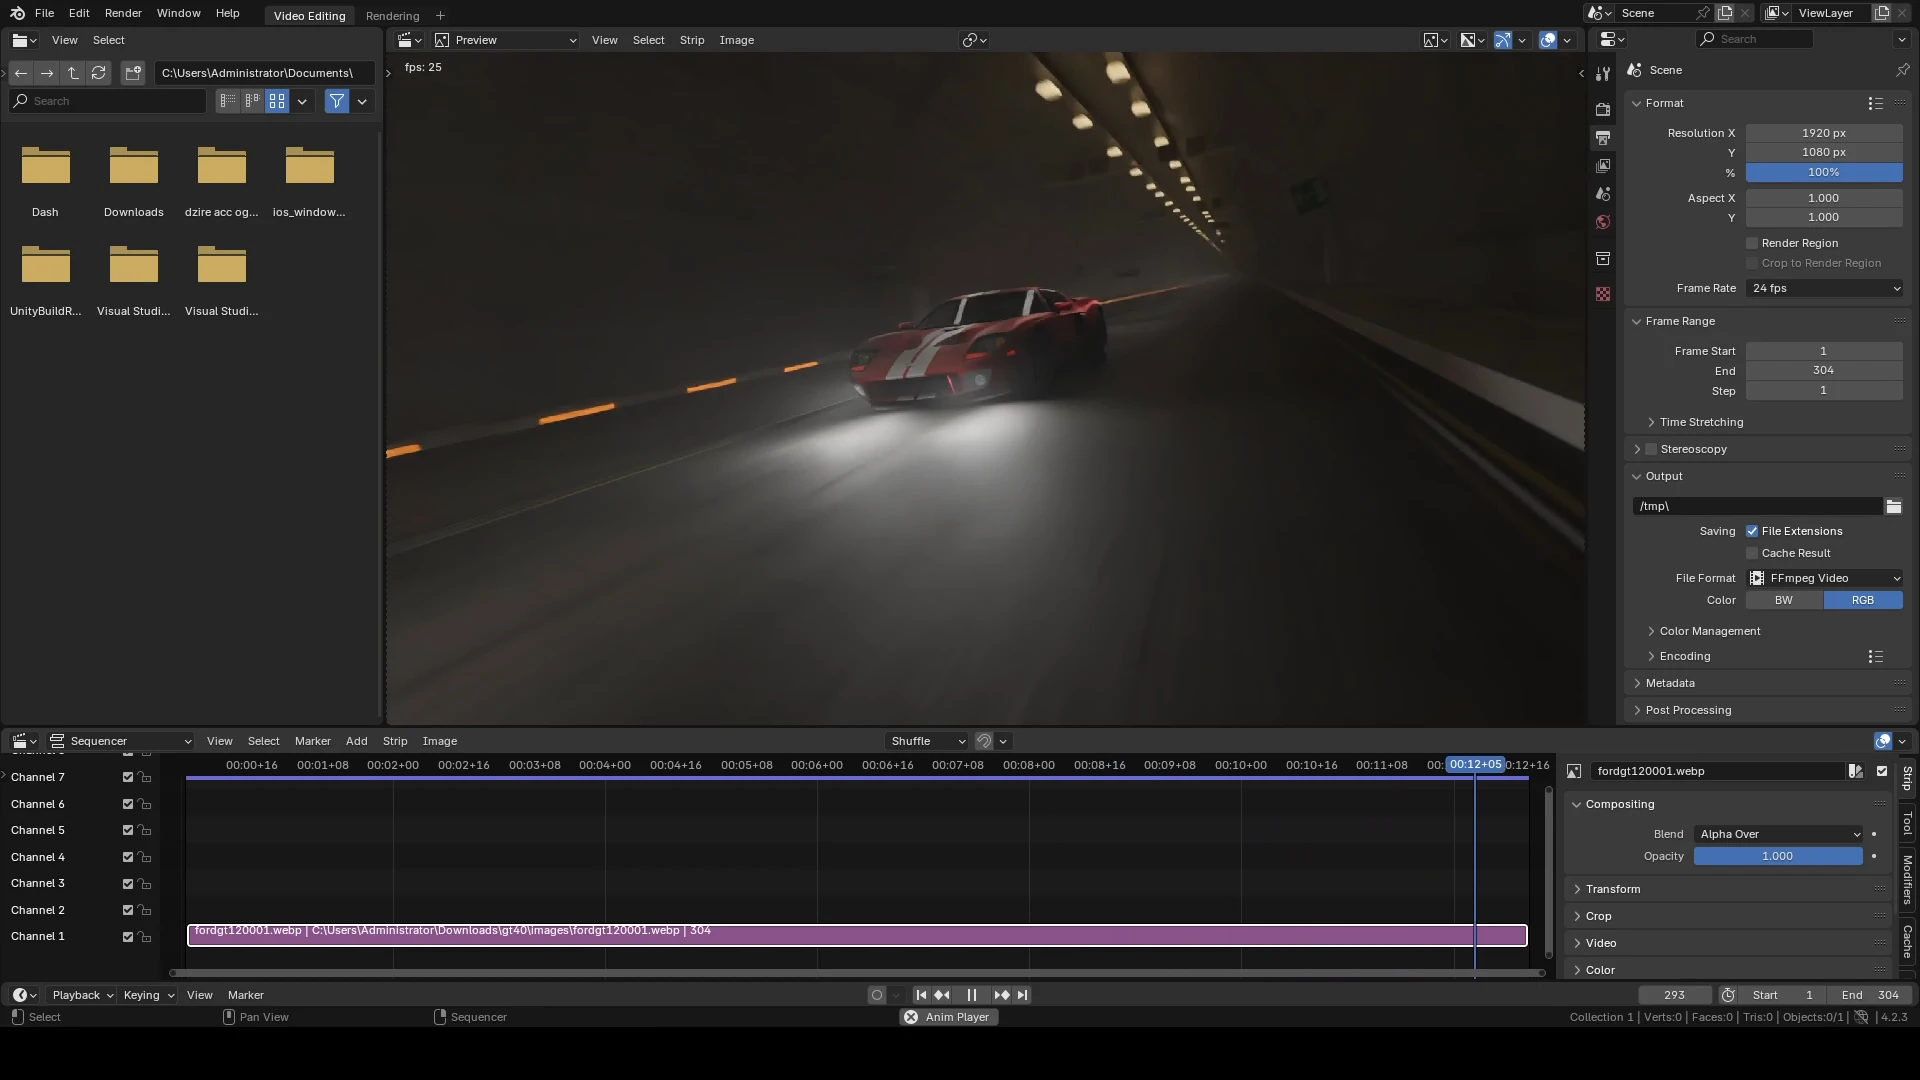 File Edit Render Window Help Video Editing Rendering + Scene ViewLayer
View Select
C:\Users\Administrator\Documents\
Search
Dash Downloads dzire acc og... ios_window...
UnityBuildR... Visual Studi... Visual Studi...
Preview View Select Strip Image
fps: 25
Search
Scene
Format
Resolution X 1920 px
Y 1080 px
% 100%
Aspect X 1.000
Y 1.000
Render Region
Crop to Render Region
Frame Rate 24 fps
Frame Range
Frame Start 1
End 304
Step 1
Time Stretching
Stereoscopy
Output
/tmp\
Saving File Extensions
Cache Result
File Format FFmpeg Video
Color BW RGB
Color Management
Encoding
Metadata
Post Processing
Sequencer View Select Marker Add Strip Image Shuffle
00:00+16 00:01+08 00:02+00 00:02+16 00:03+08 00:04+00 00:04+16 00:05+08 00:06+00 00:06+16 00:07+08 00:08+00 00:08+16 00:09+08 00:10+00 00:10+16 00:11+08 00: 00:12+05 0:12+16
Channel 7
Channel 6
Channel 5
Channel 4
Channel 3
Channel 2
Channel 1
fordgt120001.webp | C:\Users\Administrator\Downloads\gt40\images\fordgt120001.webp | 304
fordgt120001.webp
Compositing
Blend Alpha Over
Opacity 1.000
Transform
Crop
Video
Color
Strip
Tool
Modifiers
Cache
Playback Keying View Marker 293 Start 1 End 304
Select Pan View Sequencer Anim Player Collection 1 | Verts:0 | Faces:0 | Tris:0 | Objects:0/1 | 4.2.3